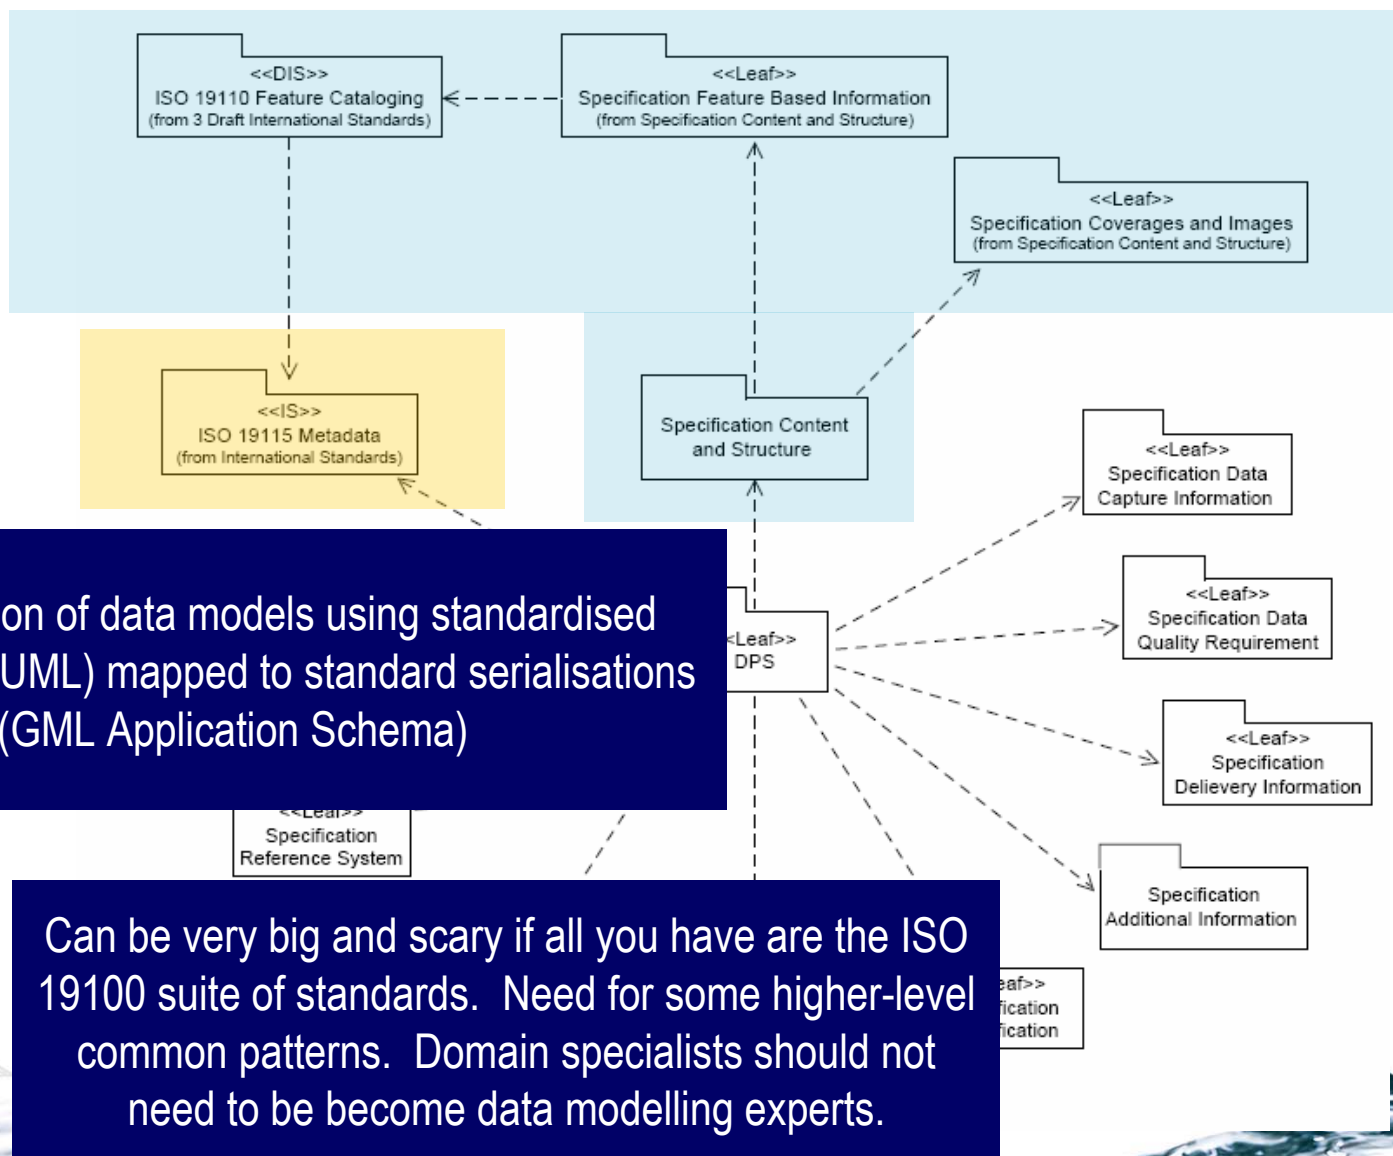 <<DIS>>
ISO 19110 Feature Cataloging
(from 3 Draft International Standards)
<<Leaf>>
Specification Feature Based Information
(from Specification Content and Structure)
<<Leaf>>
Specification Coverages and Images
(from Specification Content and Structure)
<<IS>>
ISO 19115 Metadata
(from International Standards)
Specification Content
and Structure
<<Leaf>>
Specification Data
Capture Information
<<Leaf>>
Specification Data
Quality Requirement
on of data models using standardised
UML) mapped to standard serialisations
(GML Application Schema)
<Leaf>>
DPS
<<Leaf>>
Specification
Delievery Information
<<Leaf>>
Specification
Reference System
Specification
Additional Information
Can be very big and scary if all you have are the ISO
19100 suite of standards. Need for some higher-level
common patterns. Domain specialists should not
need to be become data modelling experts.
eaf>>
fication
fication